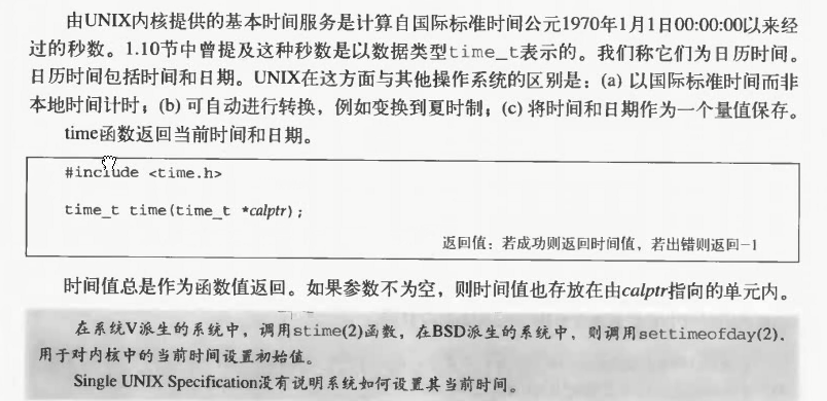 由UNIX内核提供的基本时间服务是计算自国际标准时间公元1970年1月1日00:00:00以来经
过的秒数。1.10节中曾提及这种秒数是以数据类型time_t表示的。我们称它们为日历时间。
日历时间包括时间和日期。UNIX在这方面与其他操作系统的区别是：(a) 以国际标准时间而非
本地时间计时；(b) 可自动进行转换，例如变换到夏时制；(c) 将时间和日期作为一个量值保存。
time函数返回当前时间和日期。
#include <time.h>
time_t time(time_t *calptr);
返回值：若成功则返回时间值，若出错则返回-1
时间值总是作为函数值返回。如果参数不为空，则时间值也存放在由calptr指向的单元内。
在系统V派生的系统中，调用stime(2)函数，在BSD派生的系统中，则调用settimeofday(2)，
用于对内核中的当前时间设置初始值。
Single UNIX Specification没有说明系统如何设置其当前时间。